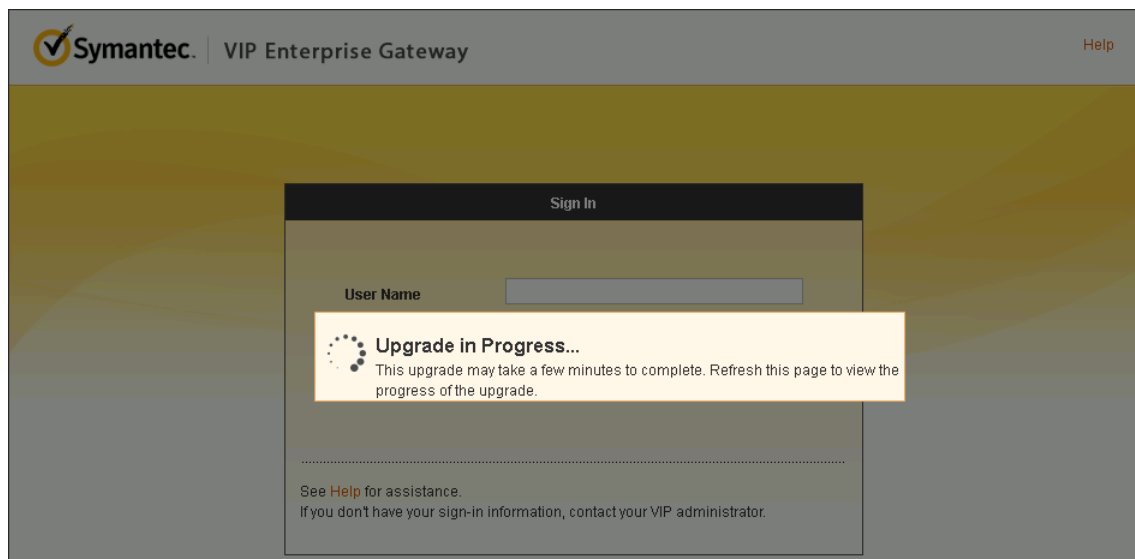 Symantec. VIP Enterprise Gateway
Help
Sign In
User Name
Upgrade in Progress...
This upgrade may take a few minutes to complete. Refresh this page to view the
progress of the upgrade.
See Help for assistance.
If you don't have your sign-in information, contact your VIP administrator.